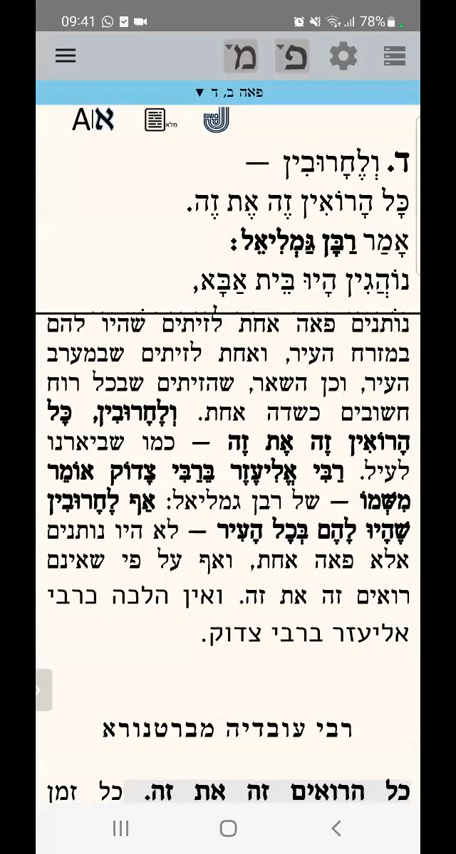 09:41 78%
מ פ
פאה ב, ד ▼
A|א מלא משניות
ד. וְלֶחָרוּבִין —
כָּל הָרוֹאִין זֶה אֶת זֶה.
אָמַר רַבָּן גַּמְלִיאֵל:
נוֹהֲגִין הָיוּ בֵּית אַבָּא,
נותנים פאה אחת לזיתים שהיו להם
במזרח העיר, ואחת לזיתים שבמערב
העיר, וכן השאר, שהזיתים שבכל רוח
חשובים כשדה אחת. וְלֶחָרוּבִין, כָּל
הָרוֹאִין זֶה אֶת זֶה — כמו שביארנו
לעיל. רַבִּי אֱלִיעֶזֶר בְּרַבִּי צָדוֹק אוֹמֵר
מִשְּׁמוֹ — של רבן גמליאל: אַף לֶחָרוּבִין
שֶׁהָיוּ לָהֶם בְּכָל הָעִיר — לא היו נותנים
אלא פאה אחת, ואף על פי שאינם
רואים זה את זה. ואין הלכה כרבי
אליעזר ברבי צדוק.
רבי עובדיה מברטנורא
כל הרואים זה את זה. כל זמן